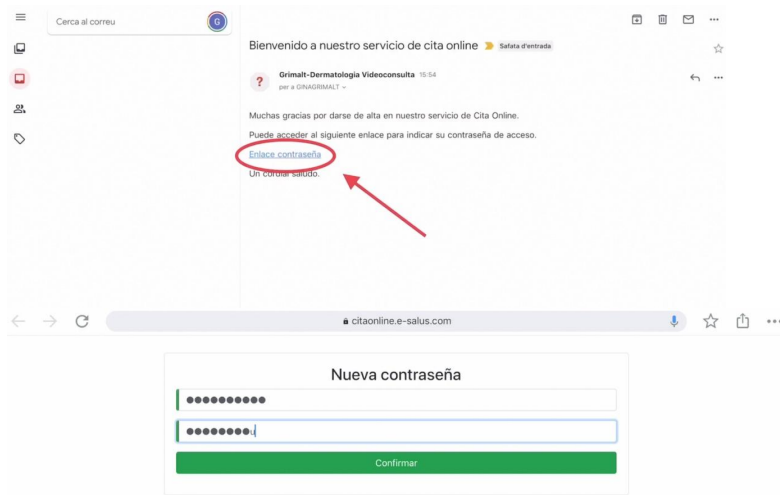 Cerca al correu
G
Bienvenido a nuestro servicio de cita online Safata d'entrada
?
Grimalt-Dermatologia Videoconsulta 15:54
per a GINAGRIMALT
Muchas gracias por darse de alta en nuestro servicio de Cita Online.
Puede acceder al siguiente enlace para indicar su contraseña de acceso.
Enlace contraseña
Un cordial saludo.
citaonline.e-salus.com
Nueva contraseña
●●●●●●●●●●
●●●●●●●●u
Confirmar